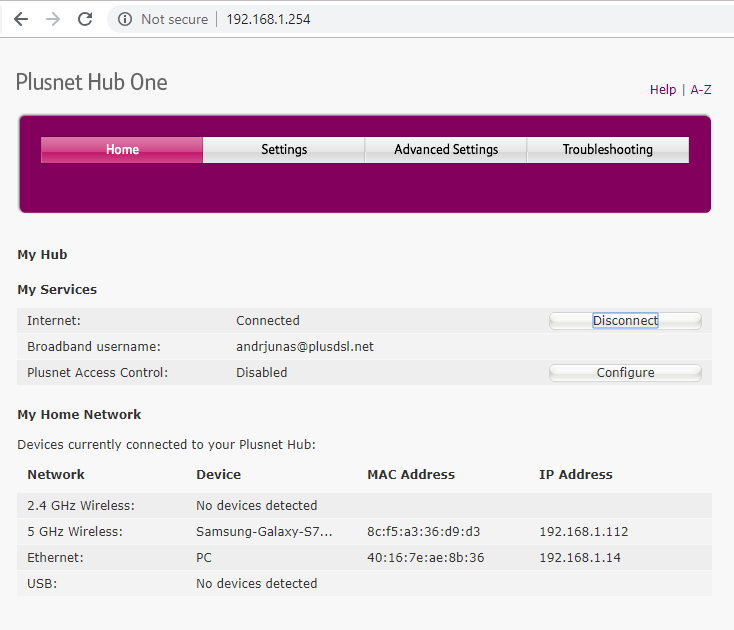 Not secure | 192.168.1.254
Plusnet Hub One
Help | A-Z
Home Settings Advanced Settings Troubleshooting
My Hub
My Services
Internet: Connected Disconnect
Broadband username: andrjunas@plusdsl.net
Plusnet Access Control: Disabled Configure
My Home Network
Devices currently connected to your Plusnet Hub:
Network Device MAC Address IP Address
2.4 GHz Wireless: No devices detected
5 GHz Wireless: Samsung-Galaxy-S7... 8c:f5:a3:36:d9:d3 192.168.1.112
Ethernet: PC 40:16:7e:ae:8b:36 192.168.1.14
USB: No devices detected